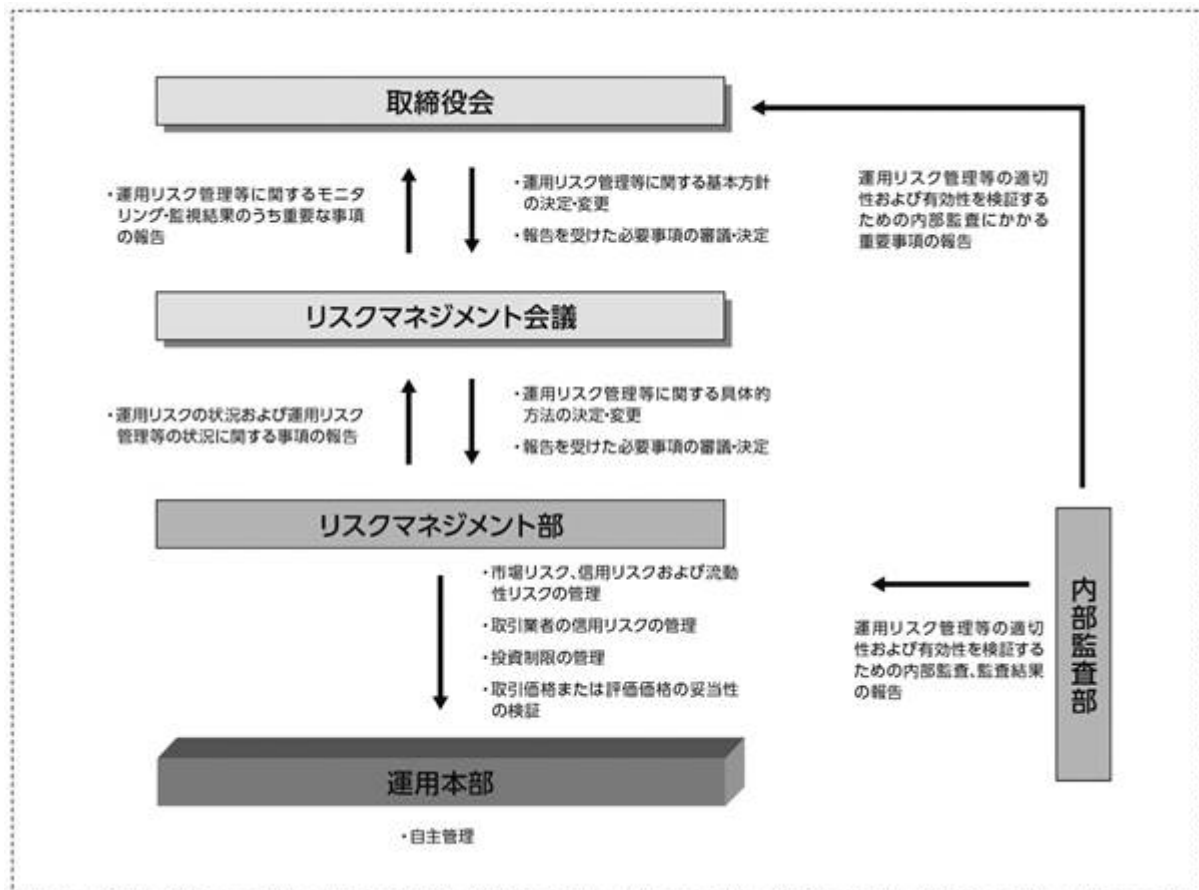 取締役会
・運用リスク管理等に関するモニタ
リング・監視結果のうち重要な事項
の報告
・運用リスク管理等に関する基本方針
の決定・変更
・報告を受けた必要事項の審議・決定
運用リスク管理等の適切
性および有効性を検証す
るための内部監査にかかる
重要事項の報告
リスクマネジメント会議
・運用リスクの状況および運用リスク
管理等の状況に関する事項の報告
・運用リスク管理等に関する具体的
方法の決定・変更
・報告を受けた必要事項の審議・決定
リスクマネジメント部
・市場リスク、信用リスクおよび流動
性リスクの管理
・取引業者の信用リスクの管理
・投資制限の管理
・取引価格または評価価格の妥当性
の検証
運用リスク管理等の適切
性および有効性を検証する
ための内部監査、監査結果
の報告
内部監査部
運用本部
・自主管理